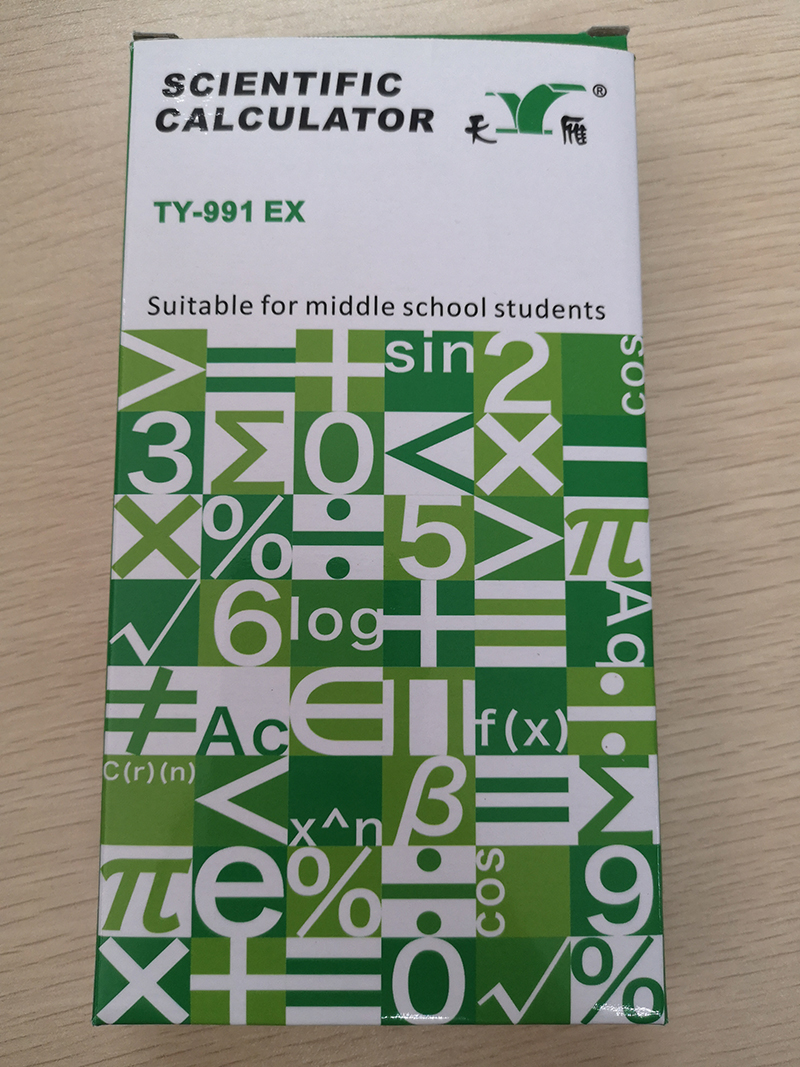 SCIENTIFIC
CALCULATOR
天雁®
TY-991 EX
Suitable for middle school students
> = + sin 2 cos
3 Σ 0 < × =
× % ÷ 5 > π
√ 6 log + ≡ Aq
≠ Ac ∈ ∏ f(x) ÷
C(r)(n) < x^n β = Σ
π e % ÷ cos 9
× + = 0 √ %